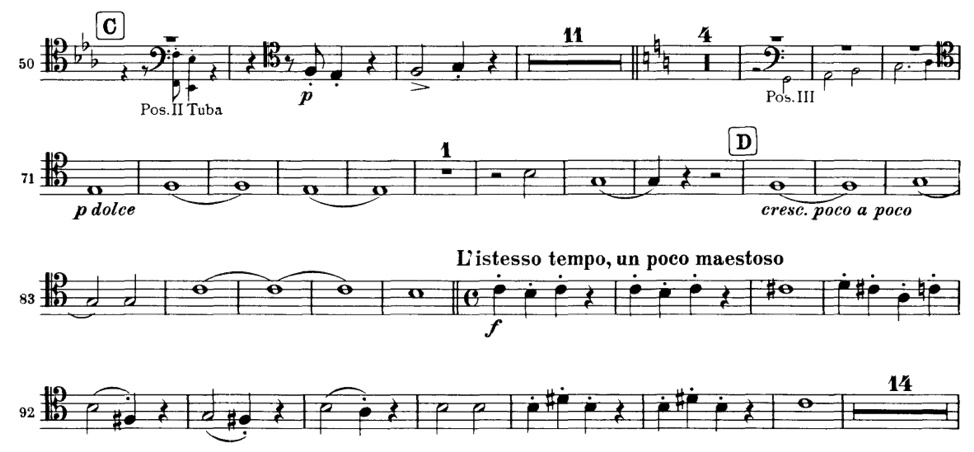 C
50
11
4
p
Pos. II Tuba
Pos. III
71
1
D
p dolce
cresc. poco a poco
L'istesso tempo, un poco maestoso
83
f
92
14